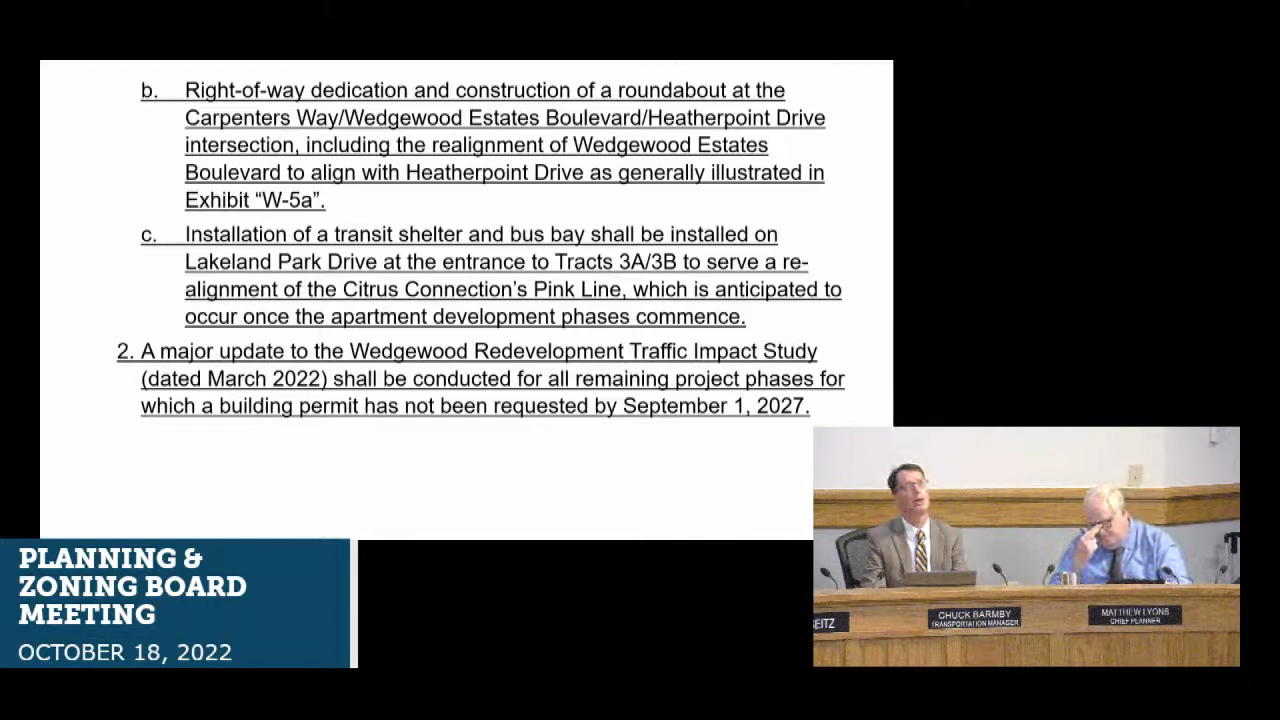 b. Right-of-way dedication and construction of a roundabout at the
Carpenters Way/Wedgewood Estates Boulevard/Heatherpoint Drive
intersection, including the realignment of Wedgewood Estates
Boulevard to align with Heatherpoint Drive as generally illustrated in
Exhibit “W-5a”.
c. Installation of a transit shelter and bus bay shall be installed on
Lakeland Park Drive at the entrance to Tracts 3A/3B to serve a re-
alignment of the Citrus Connection’s Pink Line, which is anticipated to
occur once the apartment development phases commence.
2. A major update to the Wedgewood Redevelopment Traffic Impact Study
(dated March 2022) shall be conducted for all remaining project phases for
which a building permit has not been requested by September 1, 2027.
PLANNING &
ZONING BOARD
MEETING
OCTOBER 18, 2022
EITZ
CHUCK BARMBY
TRANSPORTATION MANAGER
MATTHEW LYONS
CHIEF PLANNER